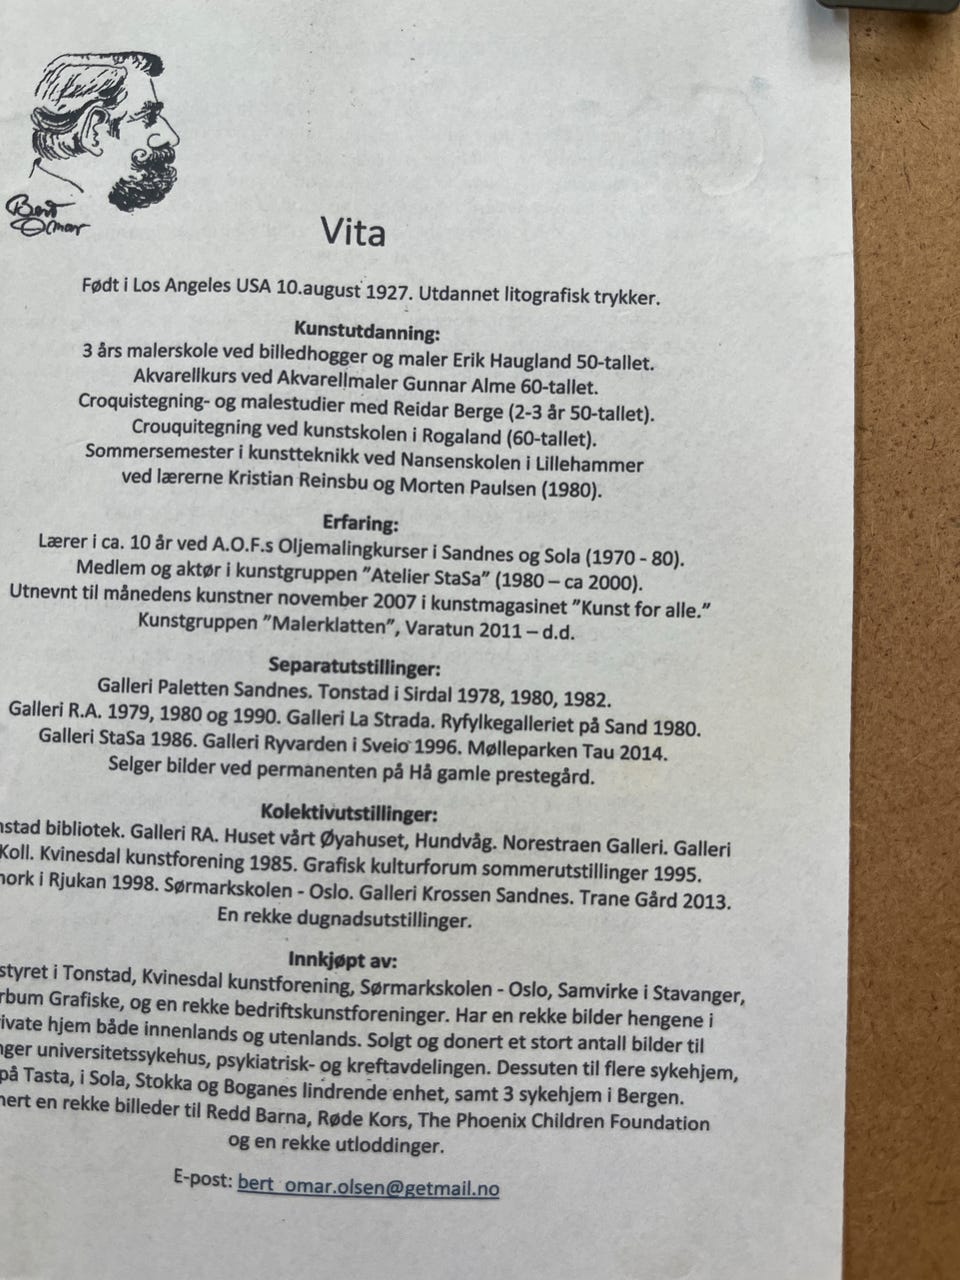 Bert
Omar
Vita
Født i Los Angeles USA 10.august 1927. Utdannet litografisk trykker.
Kunstutdanning:
3 års malerskole ved billedhogger og maler Erik Haugland 50-tallet.
Akvarellkurs ved Akvarellmaler Gunnar Alme 60-tallet.
Croquistegning- og malestudier med Reidar Berge (2-3 år 50-tallet).
Crouquitegning ved kunstskolen i Rogaland (60-tallet).
Sommersemester i kunstteknikk ved Nansenskolen i Lillehammer
ved lærerne Kristian Reinsbu og Morten Paulsen (1980).
Erfaring:
Lærer i ca. 10 år ved A.O.F.s Oljemalingkurser i Sandnes og Sola (1970 - 80).
Medlem og aktør i kunstgruppen ”Atelier StaSa” (1980 – ca 2000).
Utnevnt til månedens kunstner november 2007 i kunstmagasinet ”Kunst for alle.”
Kunstgruppen ”Malerklatten”, Varatun 2011 – d.d.
Separatutstillinger:
Galleri Paletten Sandnes. Tonstad i Sirdal 1978, 1980, 1982.
Galleri R.A. 1979, 1980 og 1990. Galleri La Strada. Ryfylkegalleriet på Sand 1980.
Galleri StaSa 1986. Galleri Ryvarden i Sveio 1996. Mølleparken Tau 2014.
Selger bilder ved permanenten på Hå gamle prestegård.
Kolektivutstillinger:
nstad bibliotek. Galleri RA. Huset vårt Øyahuset, Hundvåg. Norestraen Galleri. Galleri
Koll. Kvinesdal kunstforening 1985. Grafisk kulturforum sommerutstillinger 1995.
nork i Rjukan 1998. Sørmarkskolen - Oslo. Galleri Krossen Sandnes. Trane Gård 2013.
En rekke dugnadsutstillinger.
Innkjøpt av:
styret i Tonstad, Kvinesdal kunstforening, Sørmarkskolen - Oslo, Samvirke i Stavanger,
rbum Grafiske, og en rekke bedriftskunstforeninger. Har en rekke bilder hengene i
ivate hjem både innenlands og utenlands. Solgt og donert et stort antall bilder til
nger universitetssykehus, psykiatrisk- og kreftavdelingen. Dessuten til flere sykehjem,
på Tasta, i Sola, Stokka og Boganes lindrende enhet, samt 3 sykehjem i Bergen.
nert en rekke billeder til Redd Barna, Røde Kors, The Phoenix Children Foundation
og en rekke utloddinger.
E-post: bert_omar.olsen@getmail.no